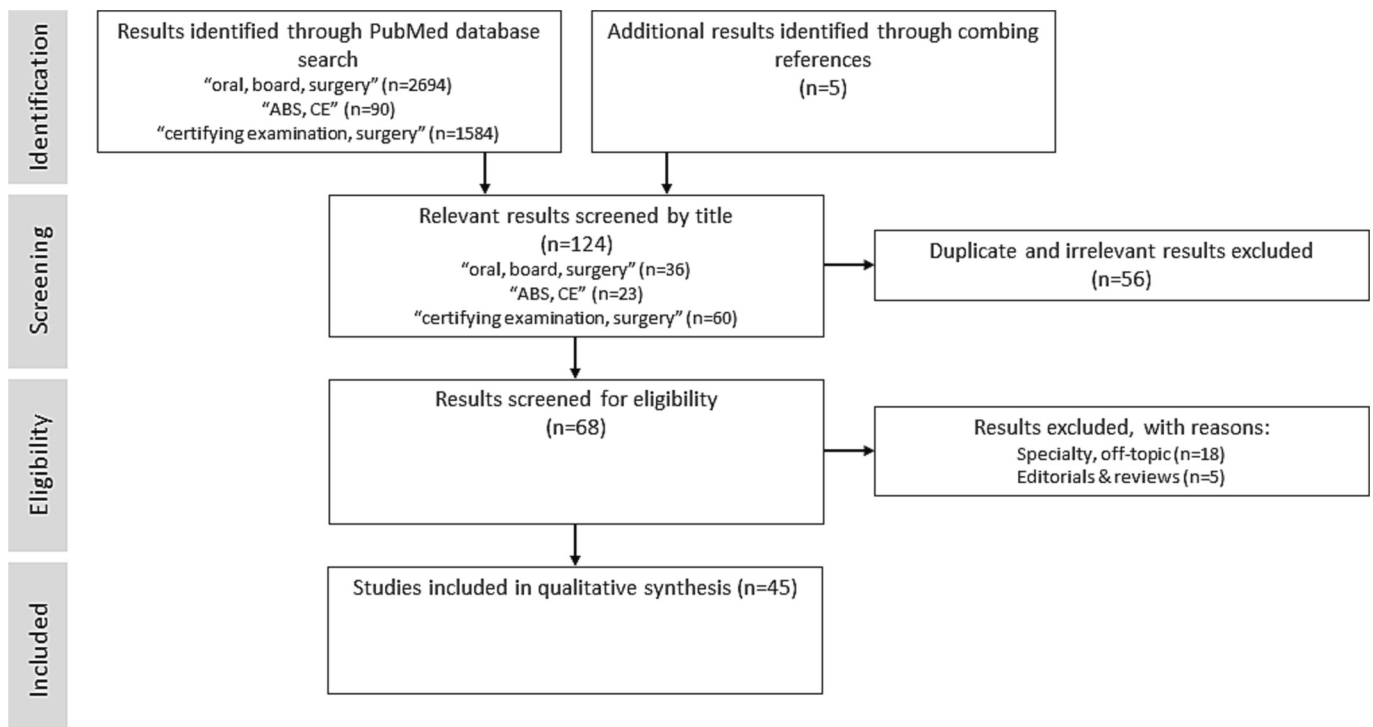 Identification
Results identified through PubMed database
search
“oral, board, surgery” (n=2694)
“ABS, CE” (n=90)
“certifying examination, surgery” (n=1584)
Additional results identified through combing
references
(n=5)
Screening
Relevant results screened by title
(n=124)
“oral, board, surgery” (n=36)
“ABS, CE” (n=23)
“certifying examination, surgery” (n=60)
Duplicate and irrelevant results excluded
(n=56)
Eligibility
Results screened for eligibility
(n=68)
Results excluded, with reasons:
Specialty, off-topic (n=18)
Editorials & reviews (n=5)
Included
Studies included in qualitative synthesis (n=45)